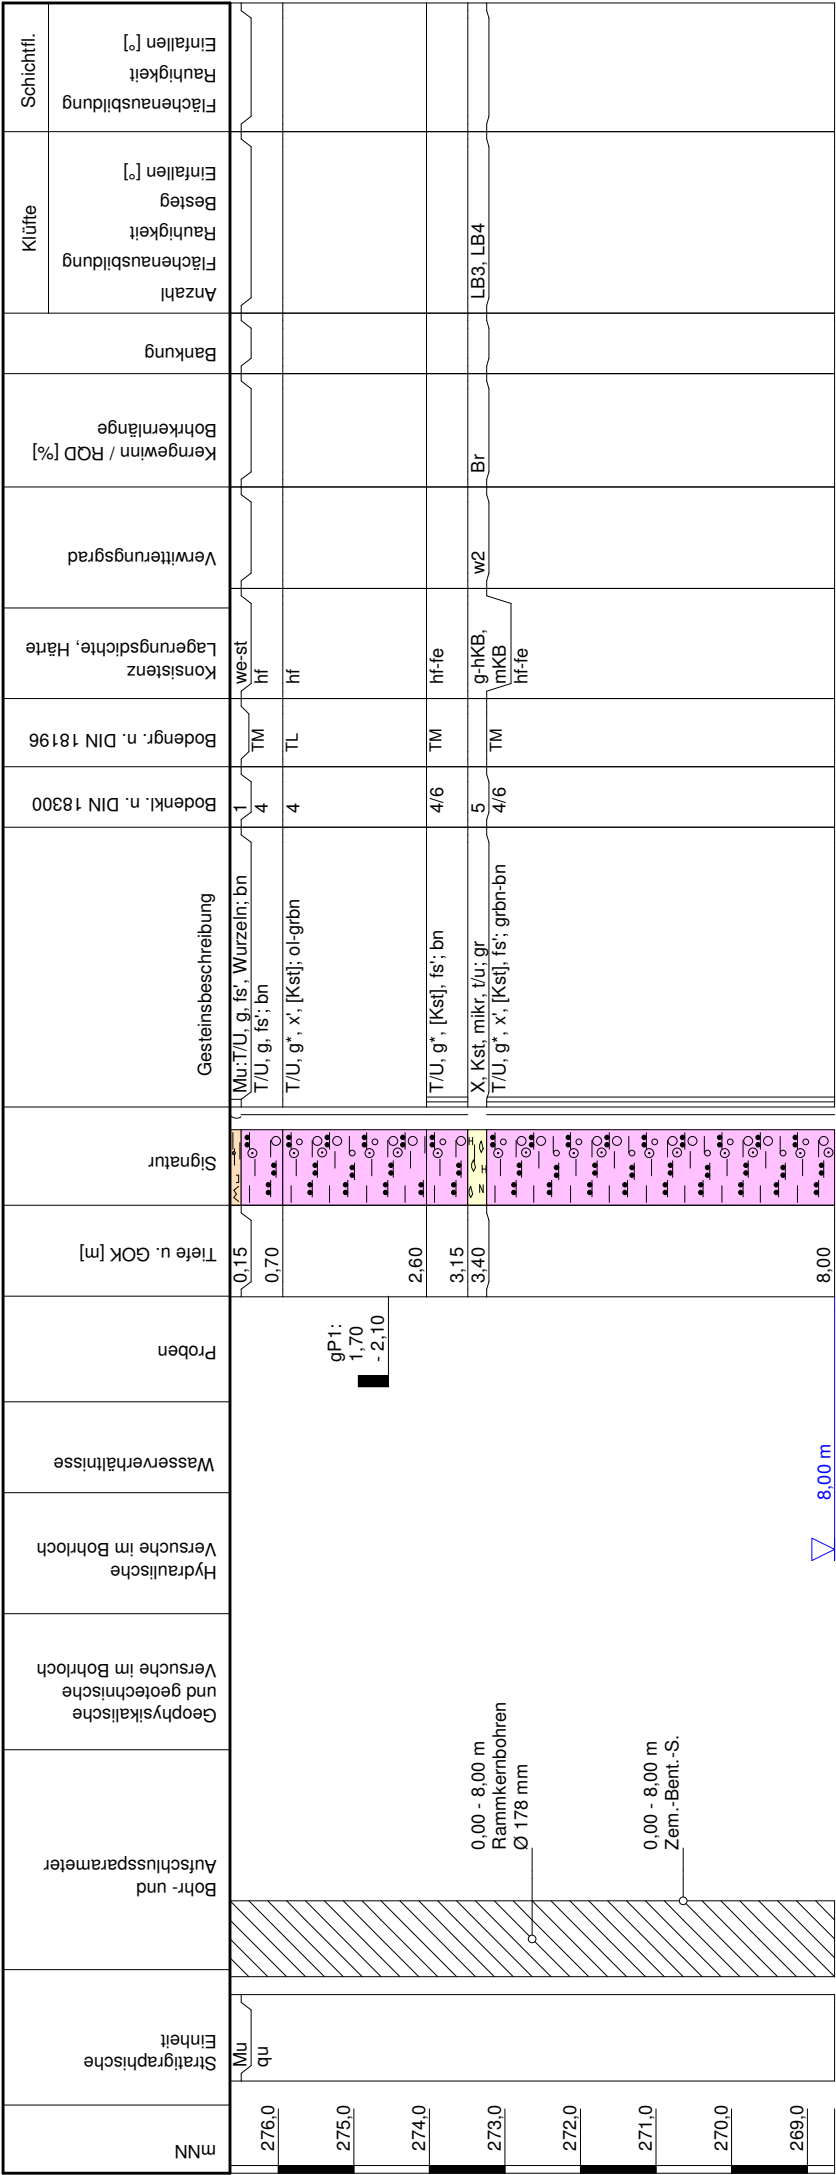 mNN
Stratigraphische
Einheit
Bohr- und
Aufschlussparameter
Geophysikalische
und geotechnische
Versuche im Bohrloch
Hydraulische
Versuche im Bohrloch
Wasserverhältnisse
Proben
Tiefe u. GOK [m]
Signatur
Gesteinsbeschreibung
Bodenkl. n. DIN 18300
Bodengr. n. DIN 18196
Konsistenz
Lagerungsdichte, Härte
Verwitterungsgrad
Kerngewinn / RQD [%]
Bohrkernlänge
Bankung
Klüfte
Anzahl
Flächenausbildung
Rauhigkeit
Besteg
Einfallen [°]
Schichtfl.
Flächenausbildung
Rauhigkeit
Einfallen [°]
276,0
275,0
274,0
273,0
272,0
271,0
270,0
269,0
Mu
qu
0,00 - 8,00 m
Rammkernbohren
Ø 178 mm
0,00 - 8,00 m
Zem.-Bent.-S.
8,00 m
gP1:
1,70
- 2,10
0,15
Mu:T/U, g, fs', Wurzeln; bn
1
we-st
0,70
T/U, g, fs'; bn
4
TM
hf
2,60
T/U, g*, x', [Kst]; ol-grbn
4
TL
hf
3,15
T/U, g*, [Kst], fs'; bn
4/6
TM
hf-fe
3,40
X, Kst, mikr, t/u; gr
5
g-hKB,
mKB
w2
Br
LB3, LB4
8,00
T/U, g*, x', [Kst], fs'; grbn-bn
4/6
TM
hf-fe